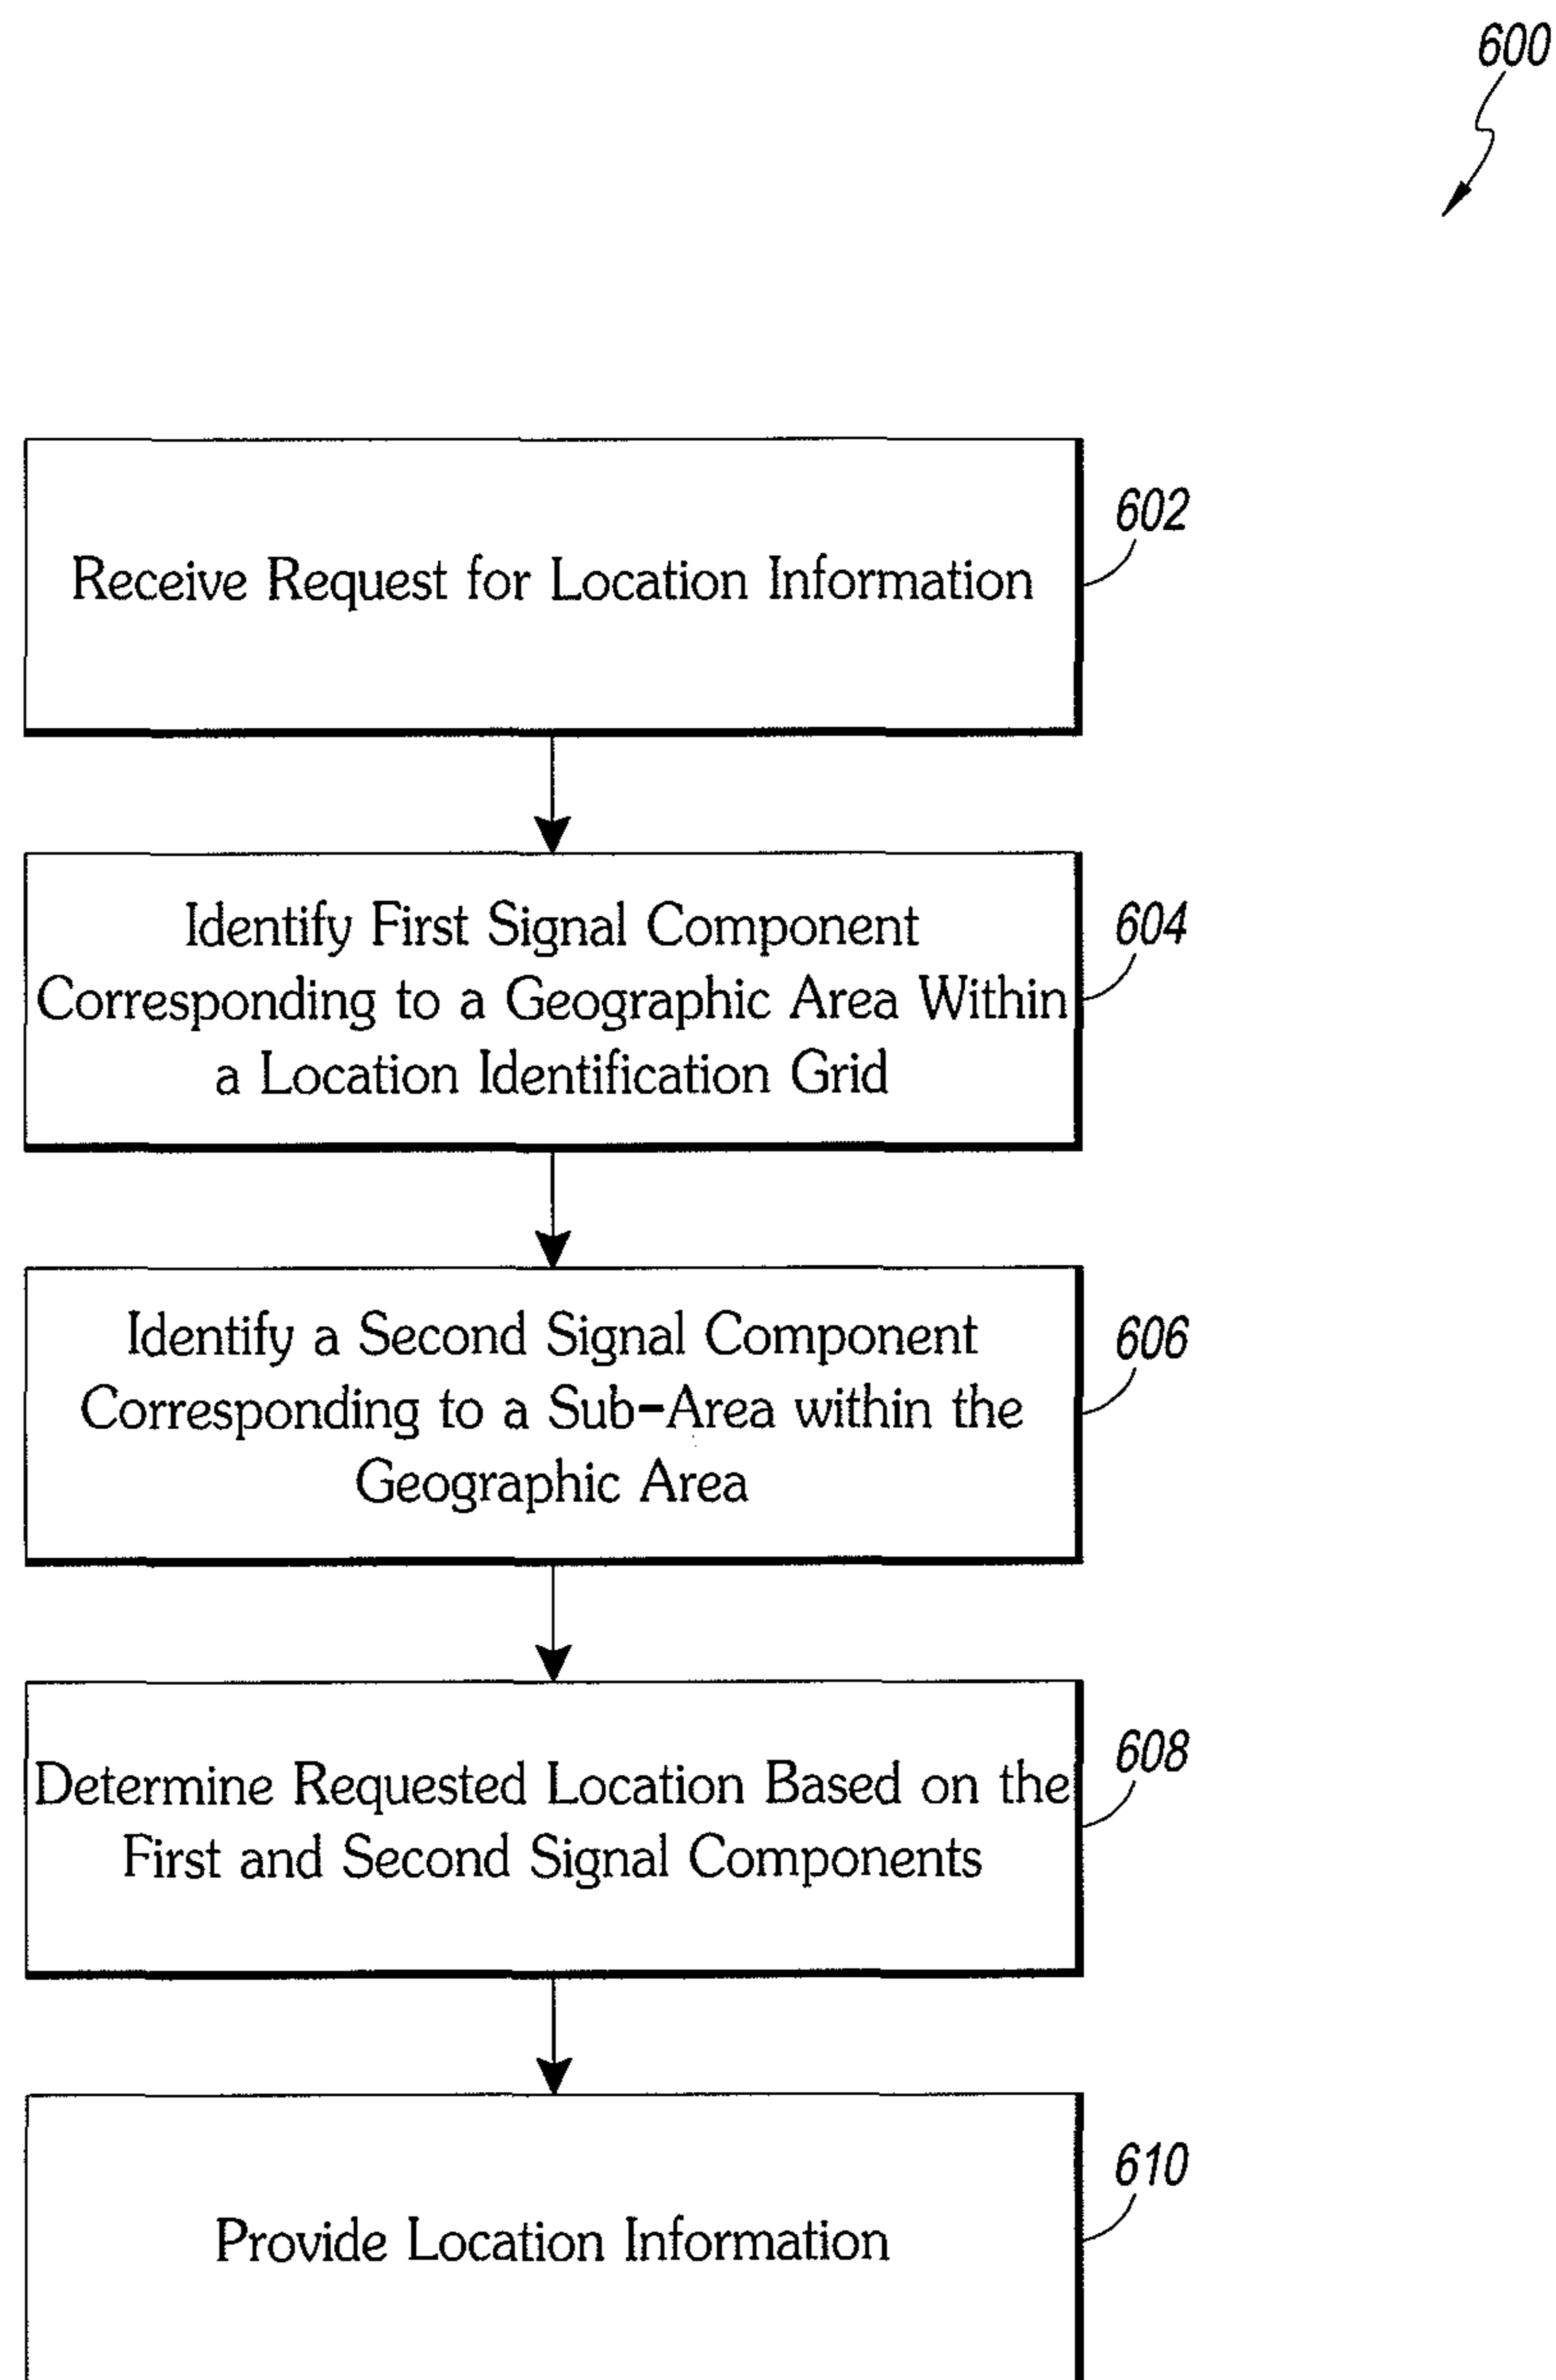 600
Receive Request for Location Information
602
Identify First Signal Component
Corresponding to a Geographic Area Within
a Location Identification Grid
604
Identify a Second Signal Component
Corresponding to a Sub-Area within the
Geographic Area
606
Determine Requested Location Based on the
First and Second Signal Components
608
Provide Location Information
610